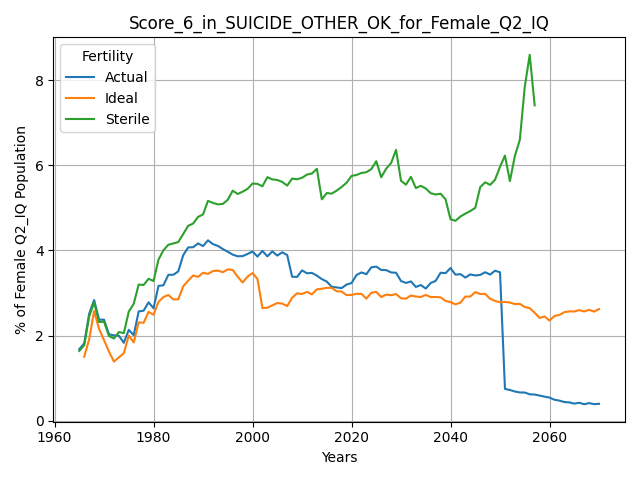 Score_6_in_SUICIDE_OTHER_OK_for_Female_Q2_IQ
Fertility
Actual
Ideal
Sterile
% of Female Q2_IQ Population
8
6
4
2
0
1960
1980
2000
2020
2040
2060
Years